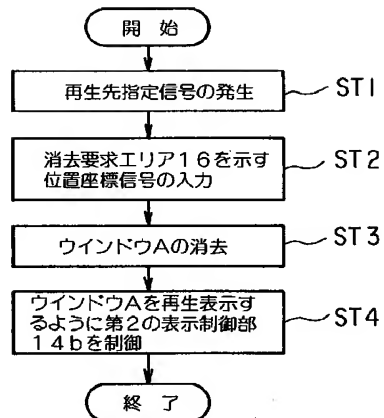 開 始
再生先指定信号の発生
ST1
消去要求エリア16を示す
位置座標信号の入力
ST2
ウインドウAの消去
ST3
ウインドウAを再生表示す
るように第2の表示制御部
14bを制御
ST4
終 了